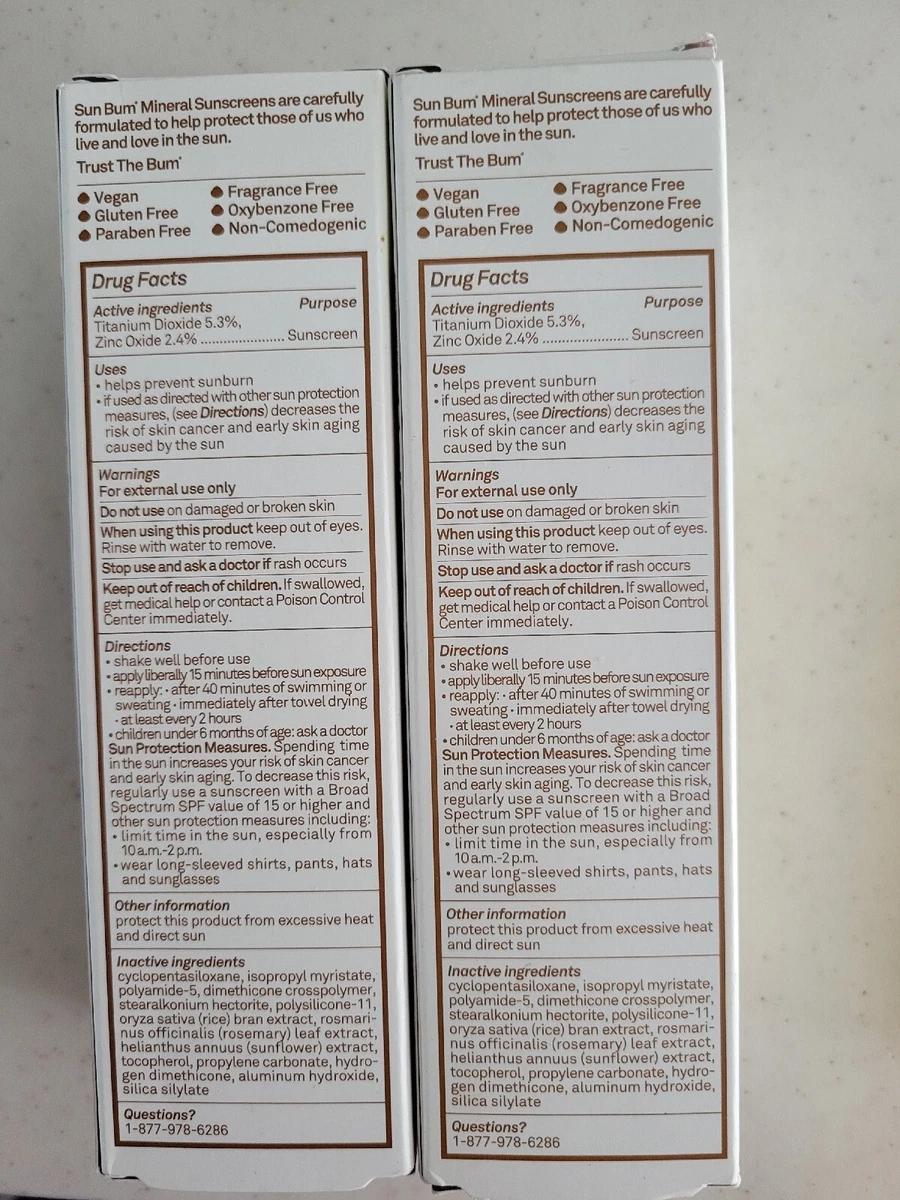 Sun Bum® Mineral Sunscreens are carefully
formulated to help protect those of us who
live and love in the sun.
Trust The Bum®
Vegan
Gluten Free
Paraben Free
Fragrance Free
Oxybenzone Free
Non-Comedogenic
Drug Facts
Active ingredients Purpose
Titanium Dioxide 5.3%,
Zinc Oxide 2.4% ...................... Sunscreen
Uses
• helps prevent sunburn
• if used as directed with other sun protection
measures, (see Directions) decreases the
risk of skin cancer and early skin aging
caused by the sun
Warnings
For external use only
Do not use on damaged or broken skin
When using this product keep out of eyes.
Rinse with water to remove.
Stop use and ask a doctor if rash occurs
Keep out of reach of children. If swallowed,
get medical help or contact a Poison Control
Center immediately.
Directions
• shake well before use
• apply liberally 15 minutes before sun exposure
• reapply: · after 40 minutes of swimming or
sweating · immediately after towel drying
· at least every 2 hours
• children under 6 months of age: ask a doctor
Sun Protection Measures. Spending time
in the sun increases your risk of skin cancer
and early skin aging. To decrease this risk,
regularly use a sunscreen with a Broad
Spectrum SPF value of 15 or higher and
other sun protection measures including:
• limit time in the sun, especially from
10 a.m.-2 p.m.
• wear long-sleeved shirts, pants, hats
and sunglasses
Other information
protect this product from excessive heat
and direct sun
Inactive ingredients
cyclopentasiloxane, isopropyl myristate,
polyamide-5, dimethicone crosspolymer,
stearalkonium hectorite, polysilicone-11,
oryza sativa (rice) bran extract, rosmari-
nus officinalis (rosemary) leaf extract,
helianthus annuus (sunflower) extract,
tocopherol, propylene carbonate, hydro-
gen dimethicone, aluminum hydroxide,
silica silylate
Questions?
1-877-978-6286
Sun Bum® Mineral Sunscreens are carefully
formulated to help protect those of us who
live and love in the sun.
Trust The Bum®
Vegan
Gluten Free
Paraben Free
Fragrance Free
Oxybenzone Free
Non-Comedogenic
Drug Facts
Active ingredients Purpose
Titanium Dioxide 5.3%,
Zinc Oxide 2.4% ...................... Sunscreen
Uses
• helps prevent sunburn
• if used as directed with other sun protection
measures, (see Directions) decreases the
risk of skin cancer and early skin aging
caused by the sun
Warnings
For external use only
Do not use on damaged or broken skin
When using this product keep out of eyes.
Rinse with water to remove.
Stop use and ask a doctor if rash occurs
Keep out of reach of children. If swallowed,
get medical help or contact a Poison Control
Center immediately.
Directions
• shake well before use
• apply liberally 15 minutes before sun exposure
• reapply: · after 40 minutes of swimming or
sweating · immediately after towel drying
· at least every 2 hours
• children under 6 months of age: ask a doctor
Sun Protection Measures. Spending time
in the sun increases your risk of skin cancer
and early skin aging. To decrease this risk,
regularly use a sunscreen with a Broad
Spectrum SPF value of 15 or higher and
other sun protection measures including:
• limit time in the sun, especially from
10 a.m.-2 p.m.
• wear long-sleeved shirts, pants, hats
and sunglasses
Other information
protect this product from excessive heat
and direct sun
Inactive ingredients
cyclopentasiloxane, isopropyl myristate,
polyamide-5, dimethicone crosspolymer,
stearalkonium hectorite, polysilicone-11,
oryza sativa (rice) bran extract, rosmari-
nus officinalis (rosemary) leaf extract,
helianthus annuus (sunflower) extract,
tocopherol, propylene carbonate, hydro-
gen dimethicone, aluminum hydroxide,
silica silylate
Questions?
1-877-978-6286